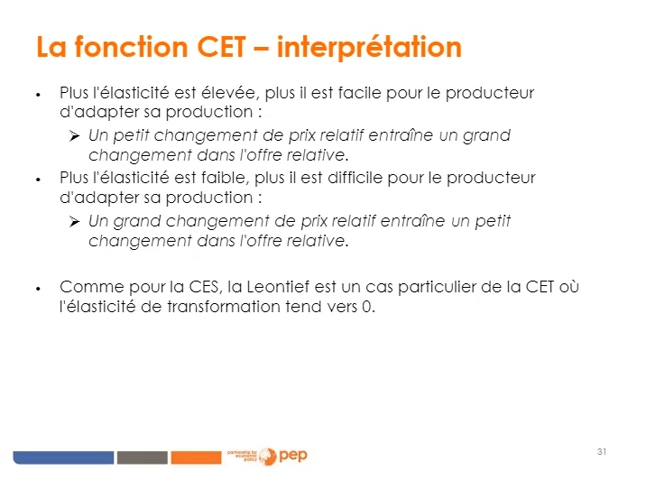 La fonction CET – interprétation
• Plus l'élasticité est élevée, plus il est facile pour le producteur
d'adapter sa production :
➢ Un petit changement de prix relatif entraîne un grand
changement dans l'offre relative.
• Plus l'élasticité est faible, plus il est difficile pour le producteur
d'adapter sa production :
➢ Un grand changement de prix relatif entraîne un petit
changement dans l'offre relative.
• Comme pour la CES, la Leontief est un cas particulier de la CET où
l'élasticité de transformation tend vers 0.
partnership for
economic
policy
pep
31